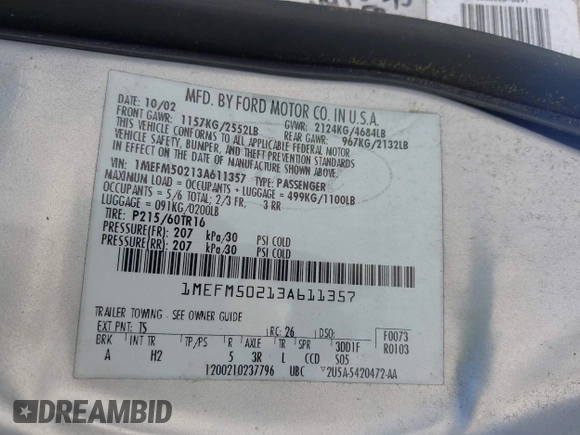 MFD. BY FORD MOTOR CO. IN U.S.A.
DATE: 10/02
FRONT GAWR: 1157KG/2552LB
GVWR: 2124KG/4684LB
REAR GAWR: 967KG/2132LB
THIS VEHICLE CONFORMS TO ALL APPLICABLE FEDERAL MOTOR
VEHICLE SAFETY, BUMPER, AND THEFT PREVENTION STANDARDS
IN EFFECT ON THE DATE OF MANUFACTURE SHOWN ABOVE.
VIN: 1MEFM50213A611357 TYPE: PASSENGER
MAXIMUM LOAD = OCCUPANTS + LUGGAGE = 499KG/1100LB
OCCUPANTS: 5/6 TOTAL; 2/3 FR, 3 RR
LUGGAGE: 091KG/0200LB
TIRE: P215/60TR16
PRESSURE(FR) 207 kPa/30 PSI COLD
PRESSURE(RR) 207 kPa/30 PSI COLD
1MEFM50213A611357
TRAILER TOWING - SEE OWNER GUIDE
EXT PNT: TS RC: 26 DSO: F0073
BRK INT TR TP/PS R AXLE TR SPR 3DD1F R0103
A H2 5 3R L CCD SOS
1200210237796 UBC 2U5A-5420472-AA
DREAMBID.COM